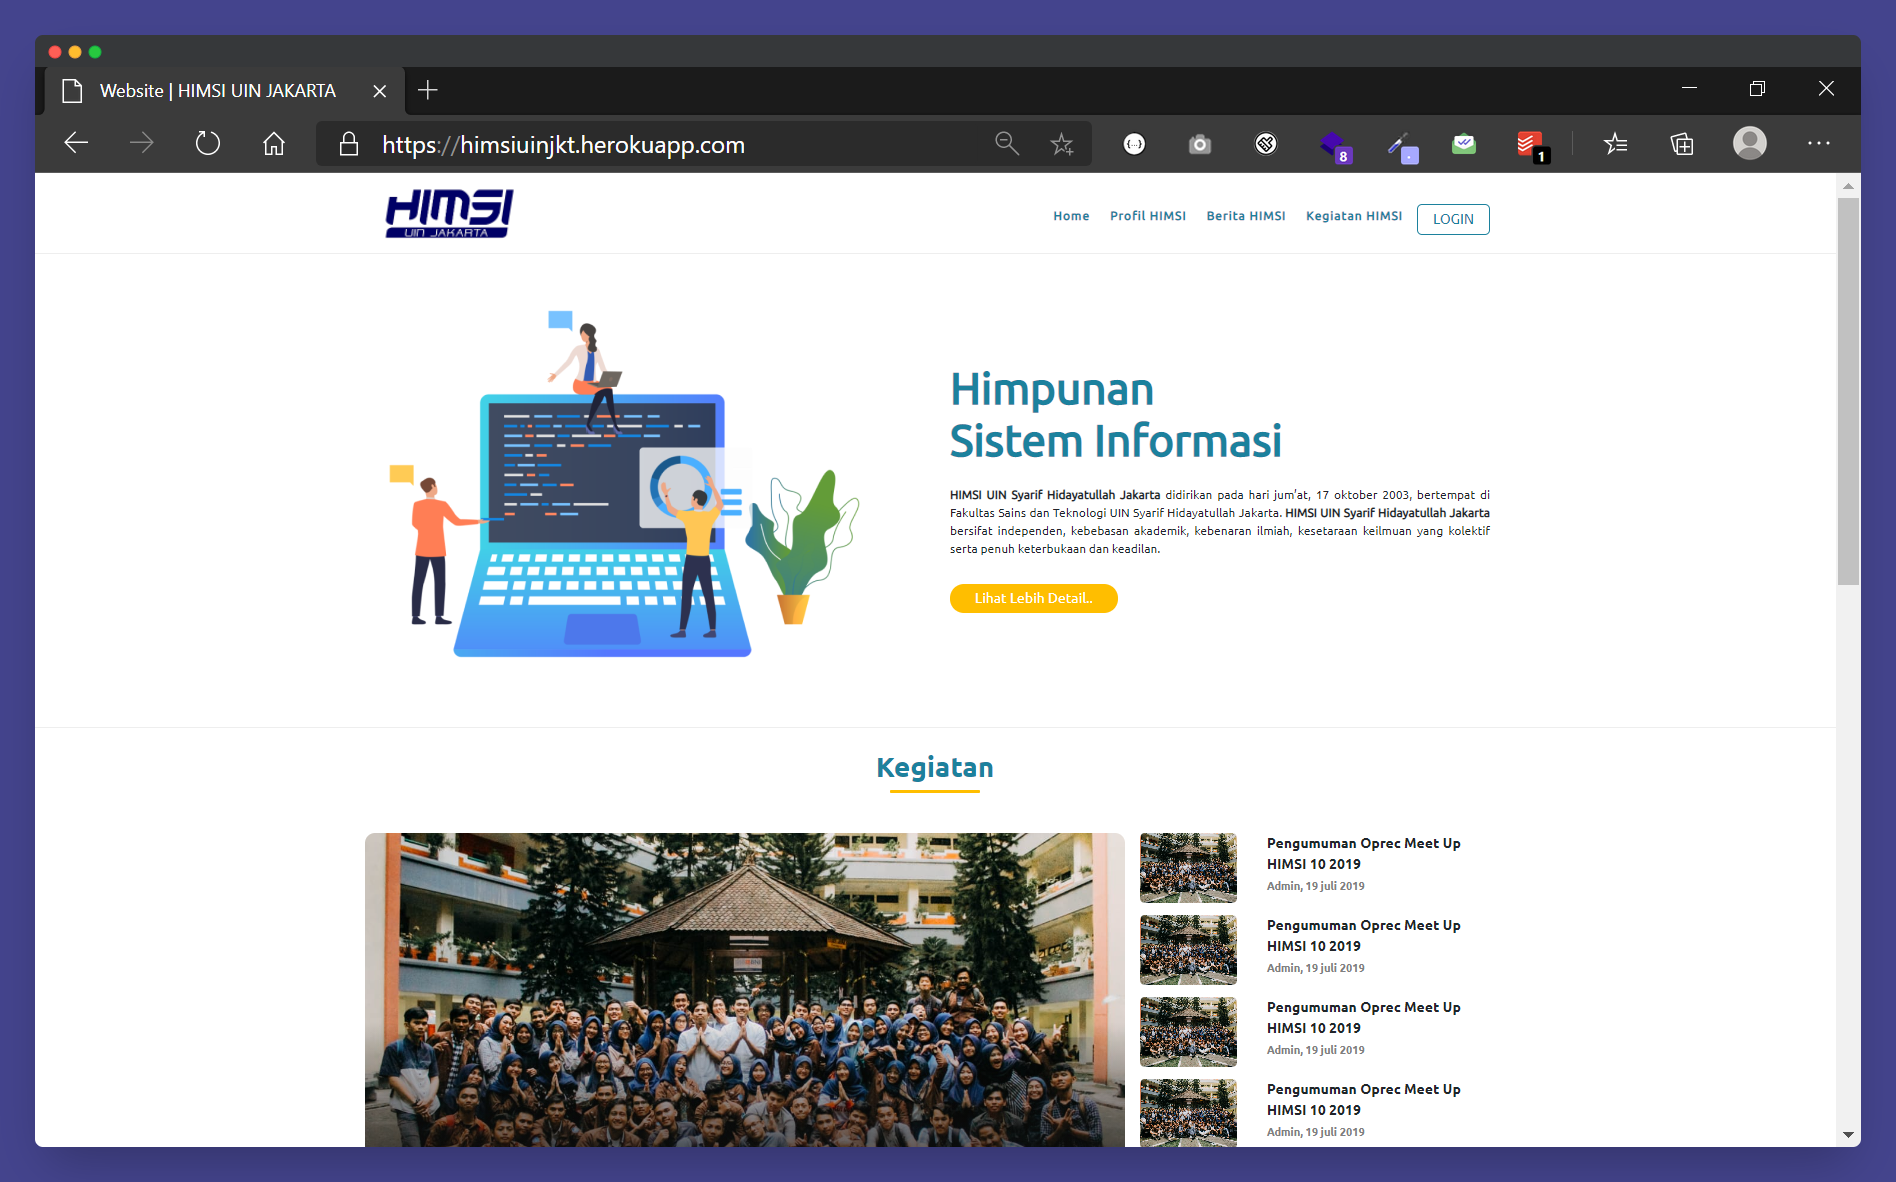 Website | HIMSI UIN JAKARTA
https://himsiuinjkt.herokuapp.com
8
1
HIMSI
UIN JAKARTA
Home Profil HIMSI Berita HIMSI Kegiatan HIMSI LOGIN
Himpunan
Sistem Informasi
HIMSI UIN Syarif Hidayatullah Jakarta didirikan pada hari jum'at, 17 oktober 2003, bertempat di
Fakultas Sains dan Teknologi UIN Syarif Hidayatullah Jakarta. HIMSI UIN Syarif Hidayatullah Jakarta
bersifat independen, kebebasan akademik, kebenaran ilmiah, kesetaraan keilmuan yang kolektif
serta penuh keterbukaan dan keadilan.
Lihat Lebih Detail..
Kegiatan
Pengumuman Oprec Meet Up
HIMSI 10 2019
Admin, 19 juli 2019
Pengumuman Oprec Meet Up
HIMSI 10 2019
Admin, 19 juli 2019
Pengumuman Oprec Meet Up
HIMSI 10 2019
Admin, 19 juli 2019
Pengumuman Oprec Meet Up
HIMSI 10 2019
Admin, 19 juli 2019